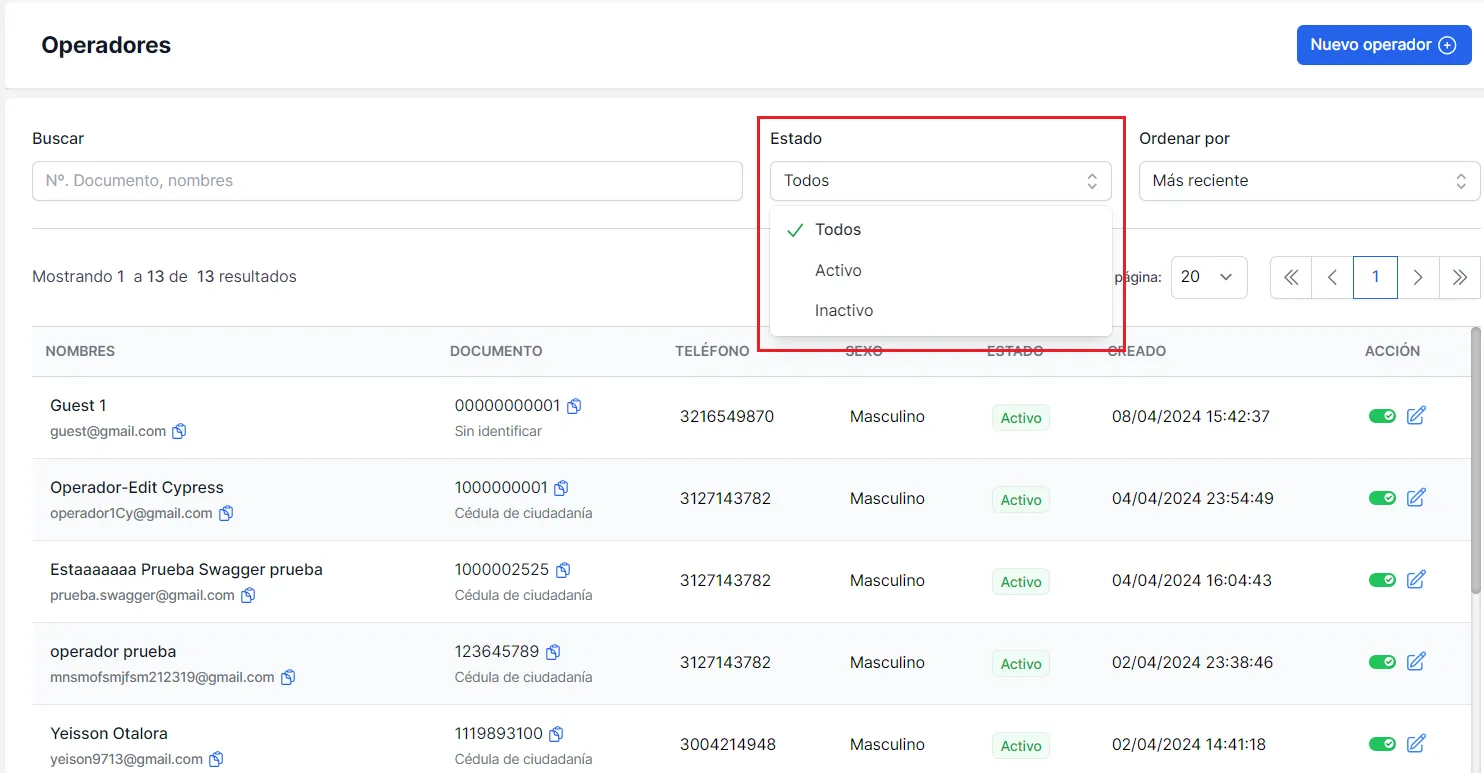 Operadores
Nuevo operador
Buscar
Estado
Ordenar por
Nº. Documento, nombres
Todos
Más reciente
Todos
Activo
Inactivo
Mostrando 1 a 13 de 13 resultados
página:
20
1
NOMBRES DOCUMENTO TELÉFONO SEXO ESTADO CREADO ACCIÓN
Guest 1
guest@gmail.com
00000000001
Sin identificar
3216549870
Masculino
Activo
08/04/2024 15:42:37
Operador-Edit Cypress
operador1Cy@gmail.com
1000000001
Cédula de ciudadanía
3127143782
Masculino
Activo
04/04/2024 23:54:49
Estaaaaaaa Prueba Swagger prueba
prueba.swagger@gmail.com
1000002525
Cédula de ciudadanía
3127143782
Masculino
Activo
04/04/2024 16:04:43
operador prueba
mnsmofsmjfsm212319@gmail.com
123645789
Cédula de ciudadanía
3127143782
Masculino
Activo
02/04/2024 23:38:46
Yeisson Otalora
yeison9713@gmail.com
1119893100
Cédula de ciudadanía
3004214948
Masculino
Activo
02/04/2024 14:41:18